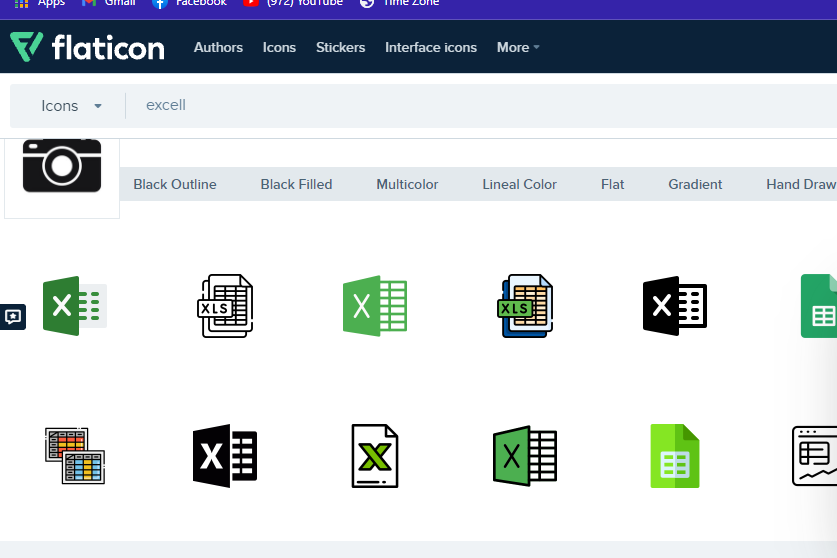 Apps Gmail Facebook (972) YouTube Time Zone
flaticon Authors Icons Stickers Interface icons More
Icons excell
Black Outline Black Filled Multicolor Lineal Color Flat Gradient Hand Draw
X XLS X XLS X
X X X